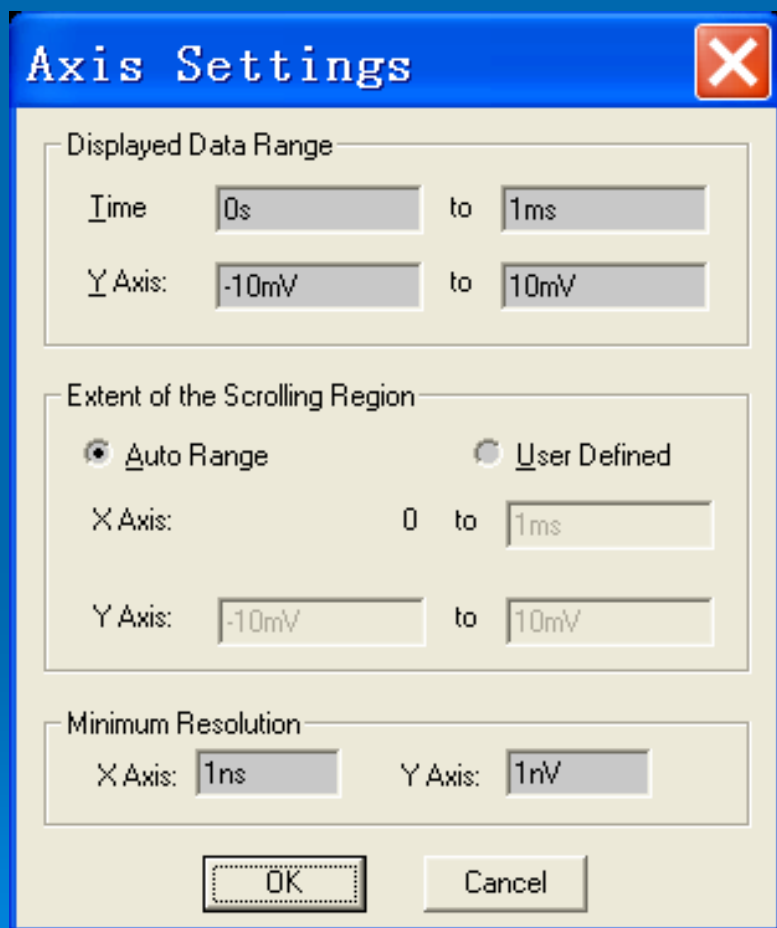 Axis Settings
Displayed Data Range
Time 0s to 1ms
Y Axis: -10mV to 10mV
Extent of the Scrolling Region
Auto Range User Defined
X Axis: 0 to 1ms
Y Axis: -10mV to 10mV
Minimum Resolution
X Axis: 1ns Y Axis: 1nV
OK Cancel